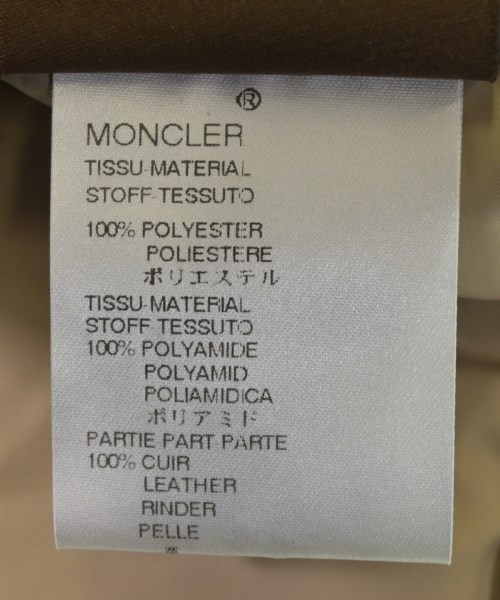 ®
MONCLER
TISSU-MATERIAL
STOFF-TESSUTO
100% POLYESTER
POLIESTERE
ポリエステル
TISSU-MATERIAL
STOFF-TESSUTO
100% POLYAMIDE
POLYAMID
POLIAMIDICA
ポリアミド
PARTIE PART PARTE
100% CUIR
LEATHER
RINDER
PELLE